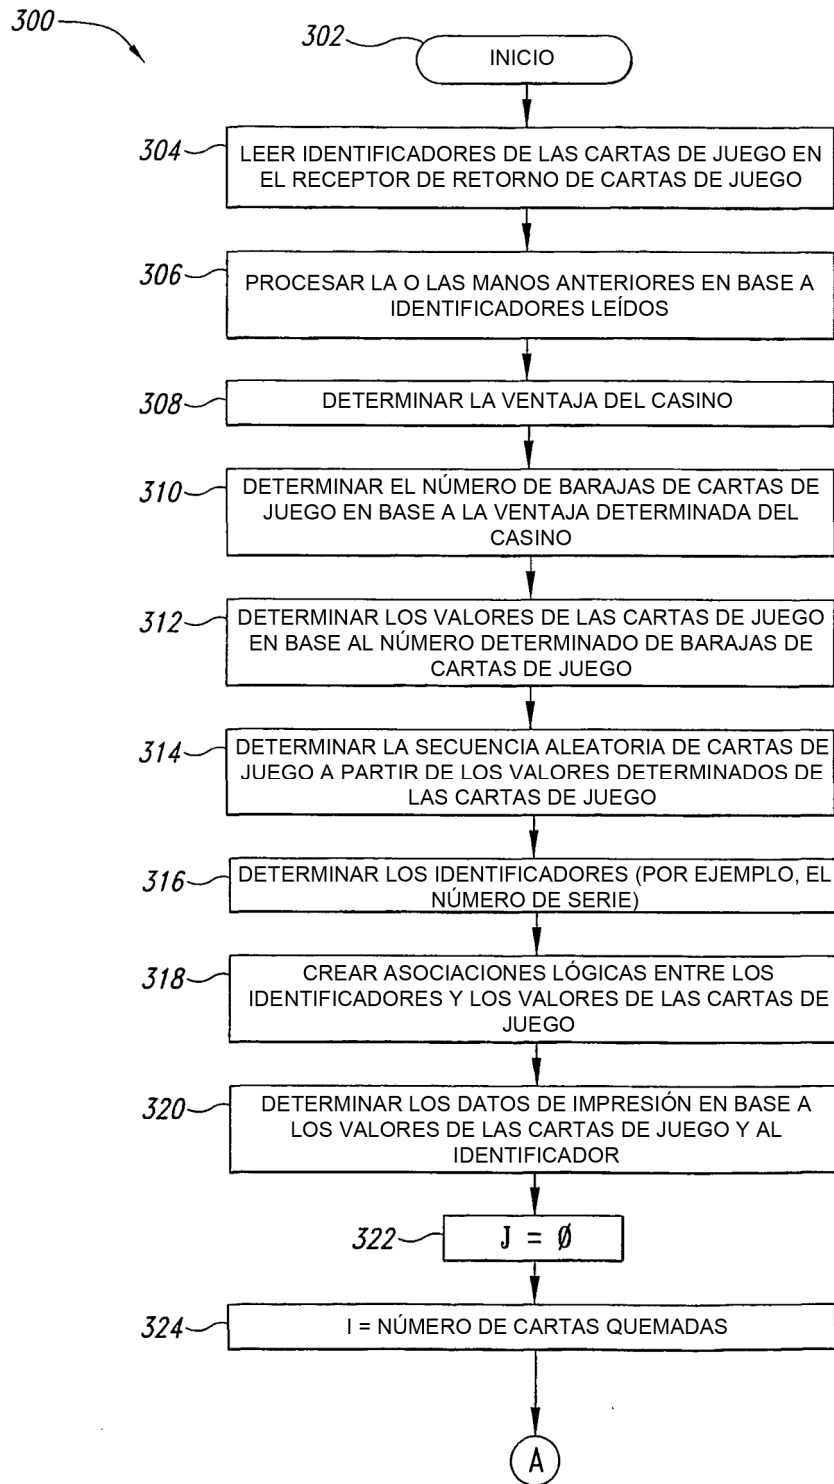 300
302
INICIO
304
LEER IDENTIFICADORES DE LAS CARTAS DE JUEGO EN
EL RECEPTOR DE RETORNO DE CARTAS DE JUEGO
306
PROCESAR LA O LAS MANOS ANTERIORES EN BASE A
IDENTIFICADORES LEÍDOS
308
DETERMINAR LA VENTAJA DEL CASINO
310
DETERMINAR EL NÚMERO DE BARAJAS DE CARTAS DE
JUEGO EN BASE A LA VENTAJA DETERMINADA DEL
CASINO
312
DETERMINAR LOS VALORES DE LAS CARTAS DE JUEGO
EN BASE AL NÚMERO DETERMINADO DE BARAJAS DE
CARTAS DE JUEGO
314
DETERMINAR LA SECUENCIA ALEATORIA DE CARTAS DE
JUEGO A PARTIR DE LOS VALORES DETERMINADOS DE
LAS CARTAS DE JUEGO
316
DETERMINAR LOS IDENTIFICADORES (POR EJEMPLO, EL
NÚMERO DE SERIE)
318
CREAR ASOCIACIONES LÓGICAS ENTRE LOS
IDENTIFICADORES Y LOS VALORES DE LAS CARTAS DE
JUEGO
320
DETERMINAR LOS DATOS DE IMPRESIÓN EN BASE A
LOS VALORES DE LAS CARTAS DE JUEGO Y AL
IDENTIFICADOR
322
J = Ø
324
I = NÚMERO DE CARTAS QUEMADAS
A